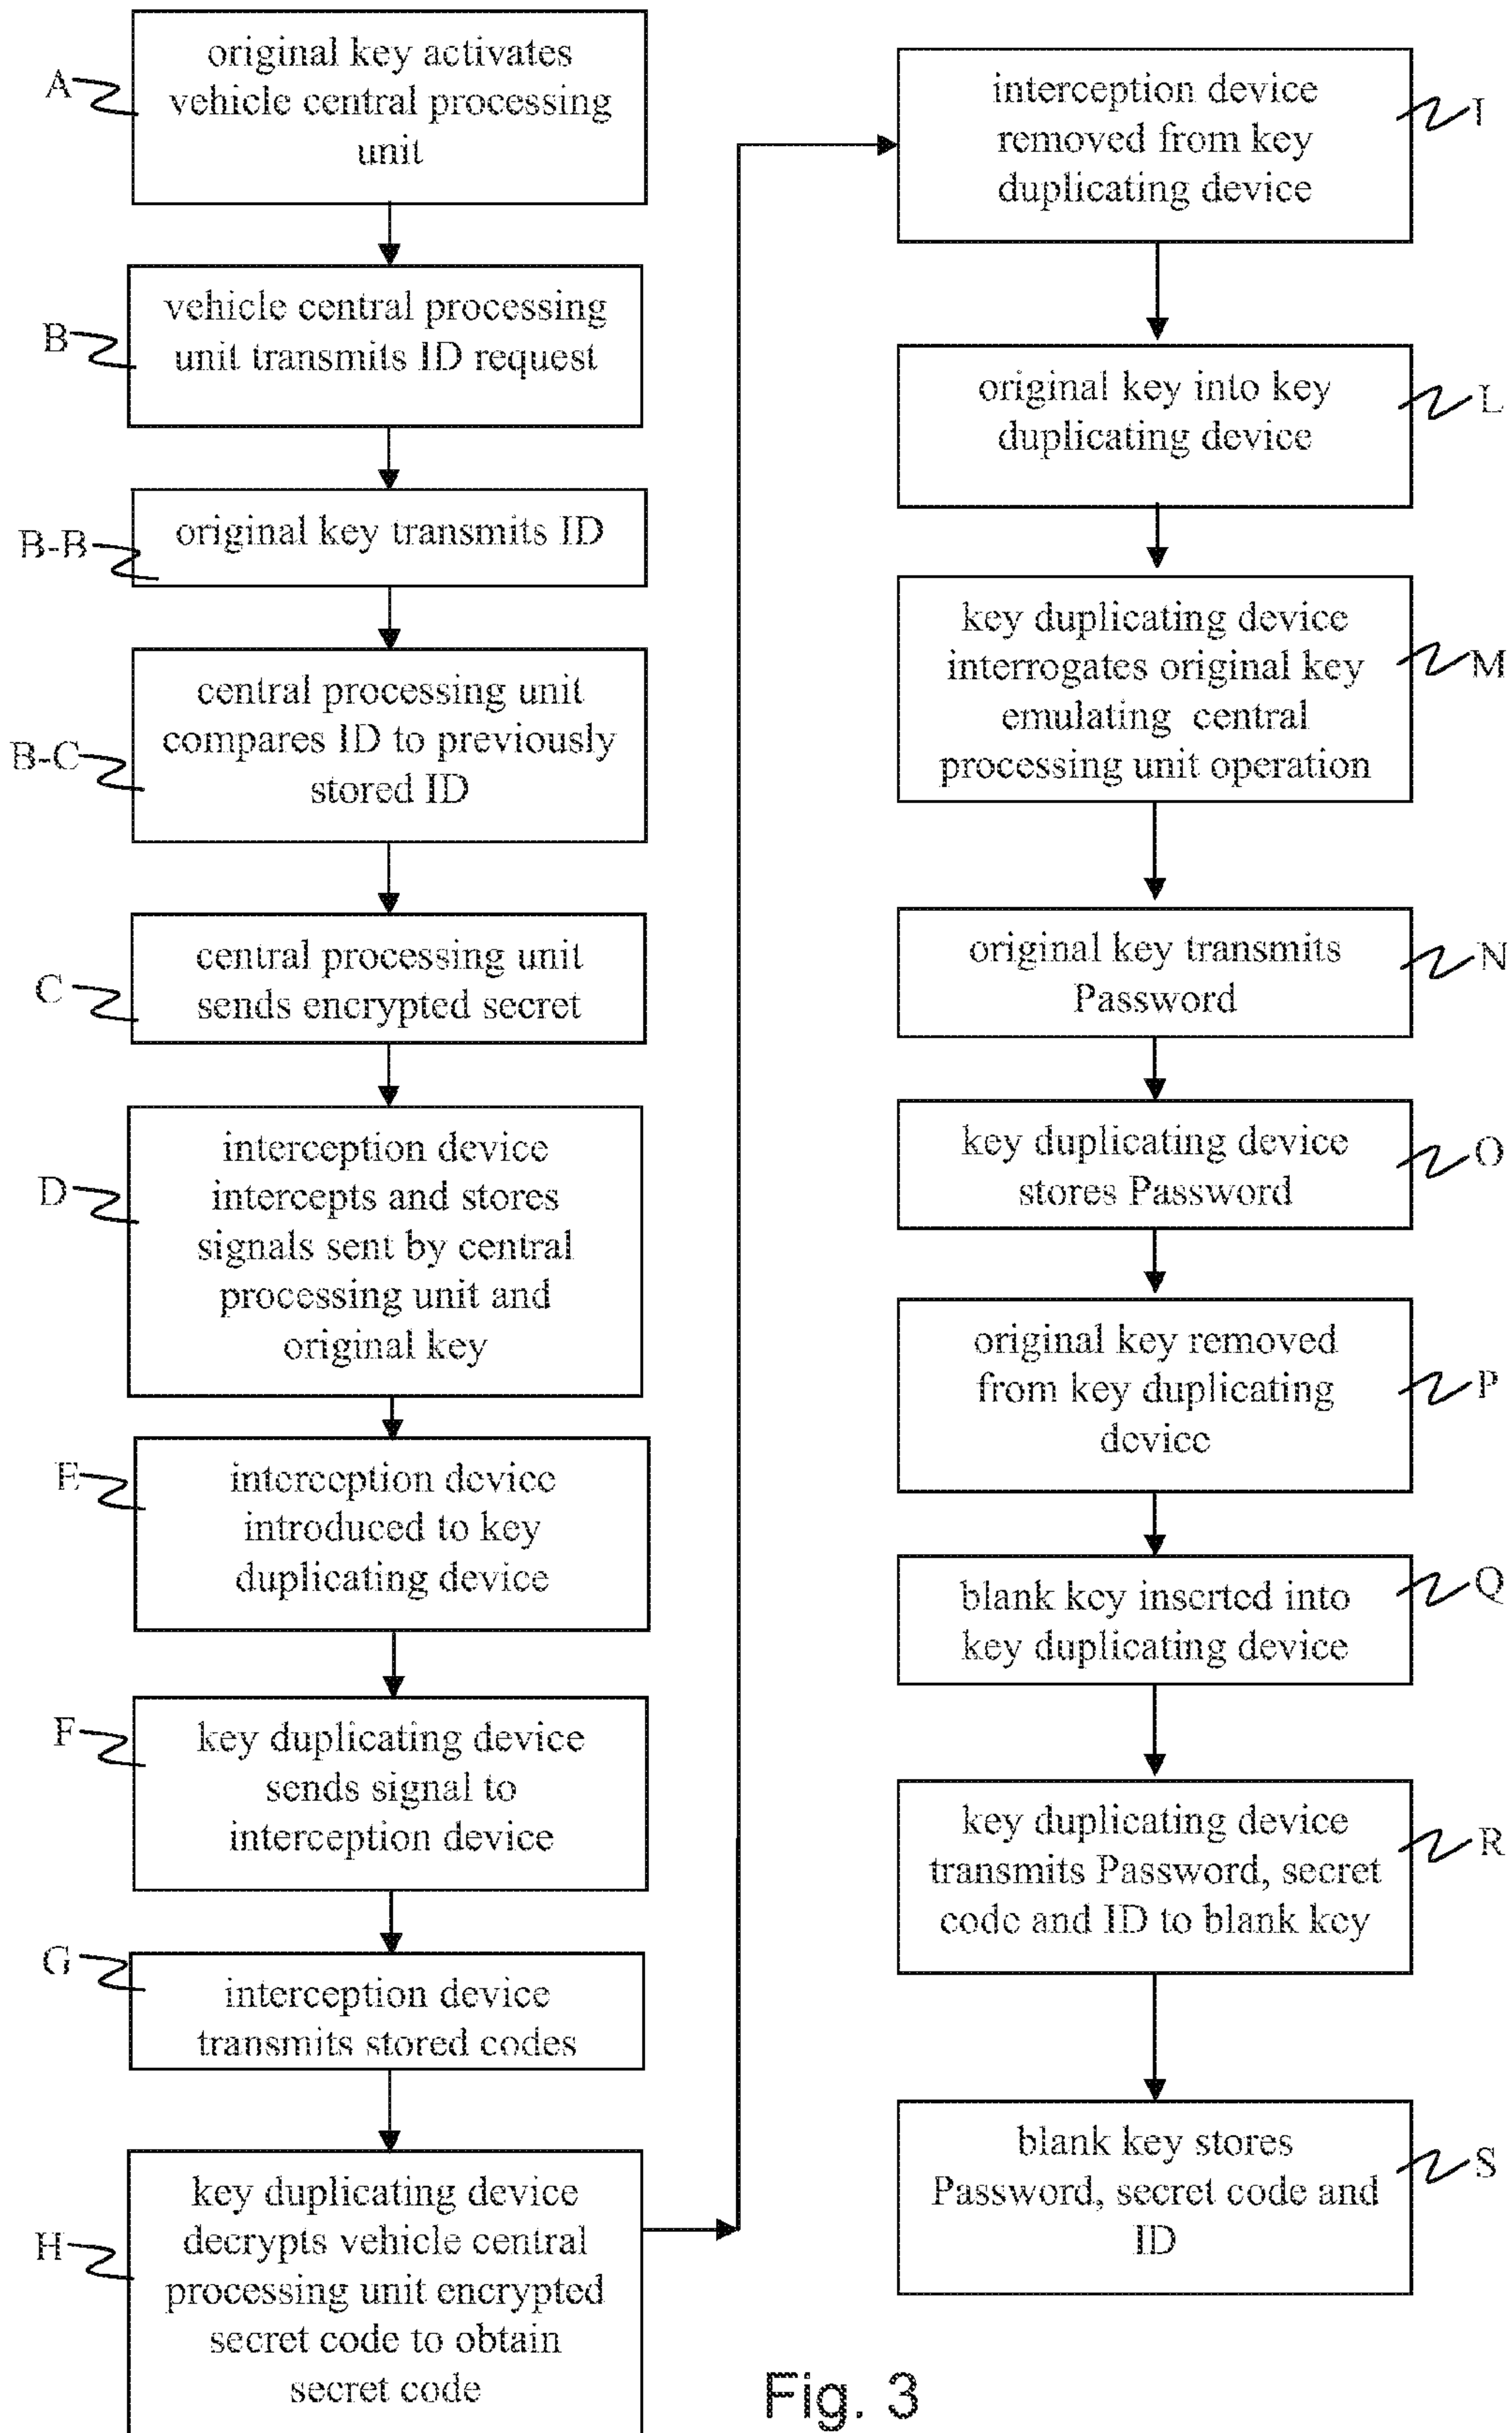 A
original key activates
vehicle central processing
unit
B
vehicle central processing
unit transmits ID request
B-B
original key transmits ID
B-C
central processing unit
compares ID to previously
stored ID
C
central processing unit
sends encrypted secret
D
interception device
intercepts and stores
signals sent by central
processing unit and
original key
E
interception device
introduced to key
duplicating device
F
key duplicating device
sends signal to
interception device
G
interception device
transmits stored codes
H
key duplicating device
decrypts vehicle central
processing unit encrypted
secret code to obtain
secret code
I
interception device
removed from key
duplicating device
L
original key into key
duplicating device
M
key duplicating device
interrogates original key
emulating central
processing unit operation
N
original key transmits
Password
O
key duplicating device
stores Password
P
original key removed
from key duplicating
device
Q
blank key inserted into
key duplicating device
R
key duplicating device
transmits Password, secret
code and ID to blank key
S
blank key stores
Password, secret code and
ID
Fig. 3